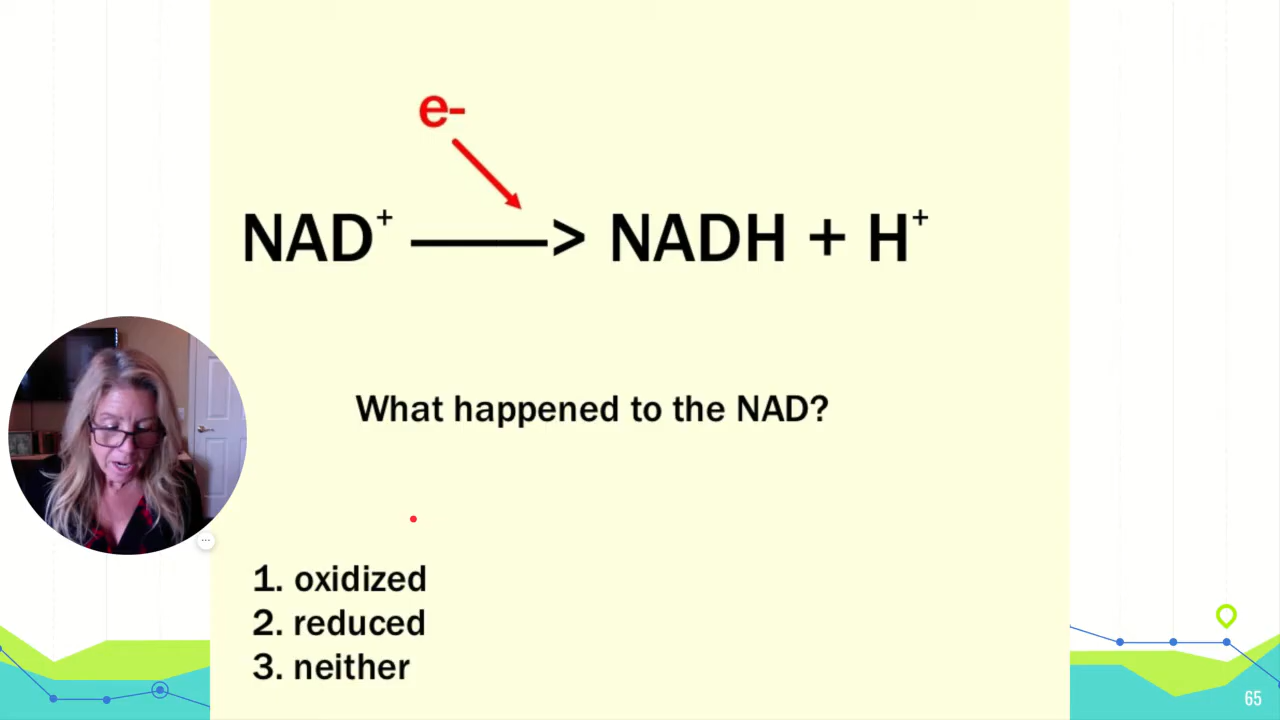 e-
NAD⁺ ———> NADH + H⁺
What happened to the NAD?
1. oxidized
2. reduced
3. neither
65